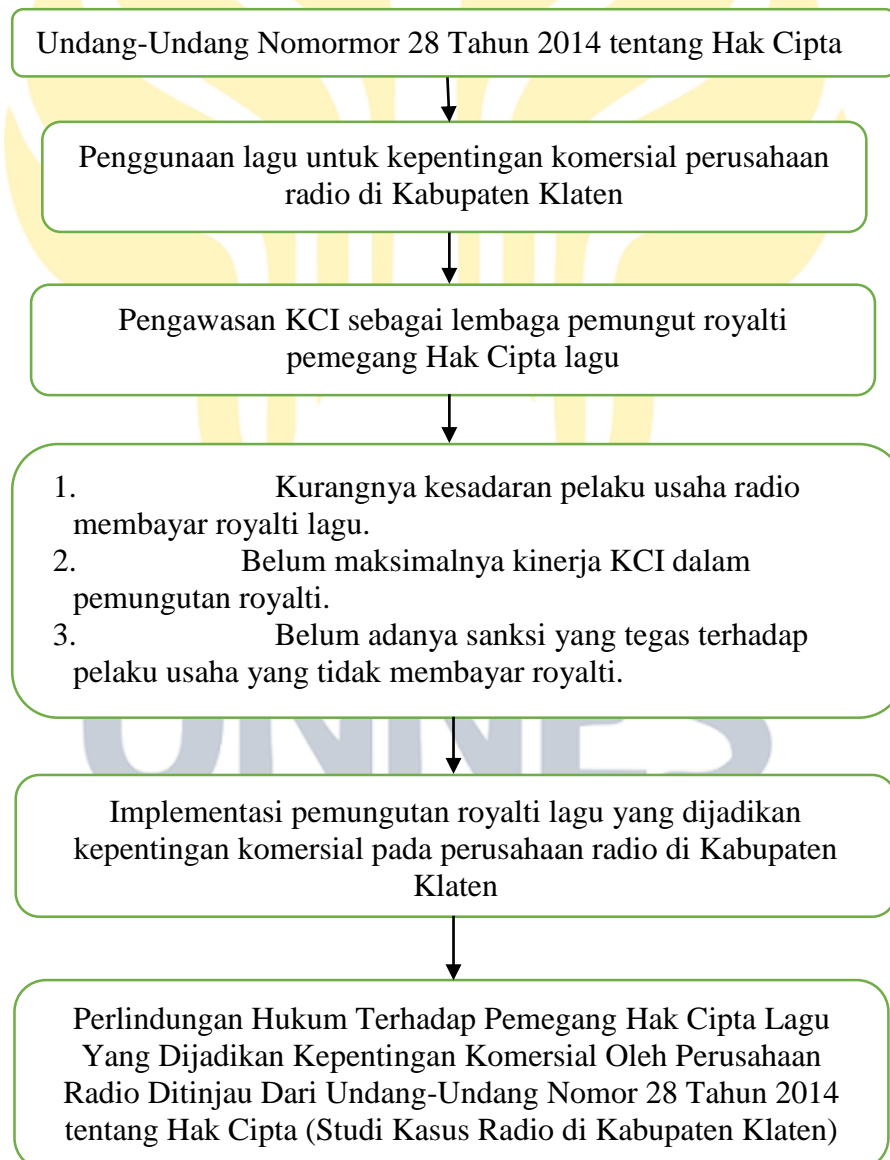 Undang-Undang Nomormor 28 Tahun 2014 tentang Hak Cipta
Penggunaan lagu untuk kepentingan komersial perusahaan
radio di Kabupaten Klaten
Pengawasan KCI sebagai lembaga pemungut royalti
pemegang Hak Cipta lagu
1. Kurangnya kesadaran pelaku usaha radio
membayar royalti lagu.
2. Belum maksimalnya kinerja KCI dalam
pemungutan royalti.
3. Belum adanya sanksi yang tegas terhadap
pelaku usaha yang tidak membayar royalti.
UNNES
Implementasi pemungutan royalti lagu yang dijadikan
kepentingan komersial pada perusahaan radio di Kabupaten
Klaten
Perlindungan Hukum Terhadap Pemegang Hak Cipta Lagu
Yang Dijadikan Kepentingan Komersial Oleh Perusahaan
Radio Ditinjau Dari Undang-Undang Nomor 28 Tahun 2014
tentang Hak Cipta (Studi Kasus Radio di Kabupaten Klaten)